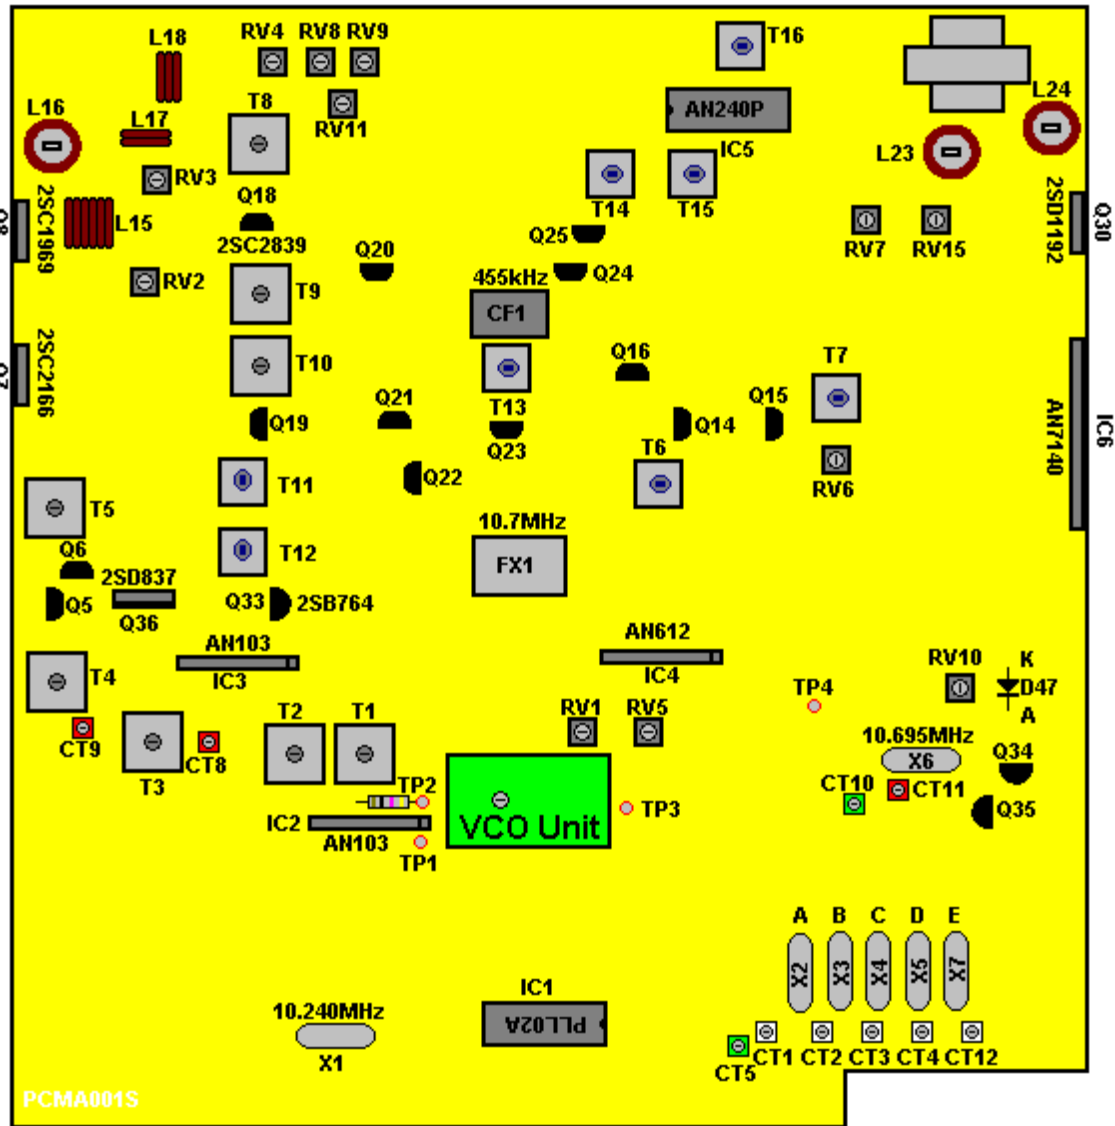 L18
RV4 RV8 RV9
T16
L16
L17
T8
RV11
AN240P
IC5
L24
L23
RV3
Q18
2SC2839
L15
2SC1969
T14
T15
Q25
Q24
Q20
RV7
RV15
2SD1192
Q30
RV2
T9
455kHz
CF1
2SC2166
T10
Q16
T7
T13
Q19
Q21
Q23
Q14
Q15
AN7140
IC6
T11
Q22
T6
RV6
T5
T12
10.7MHz
FX1
Q6
2SD837
Q5
Q36
Q33
2SB764
AN103
IC3
AN612
IC4
T4
RV10
K
D47
A
TP4
CT9
T3
CT8
T2
T1
RV1
RV5
10.695MHz
X6
Q34
TP2
CT10
CT11
IC2
AN103
TP1
VCO Unit
TP3
Q35
A B C D E
X2 X3 X4 X5 X7
10.240MHz
X1
IC1
PLL02A
CT5
CT1 CT2 CT3 CT4 CT12
PCMA001S